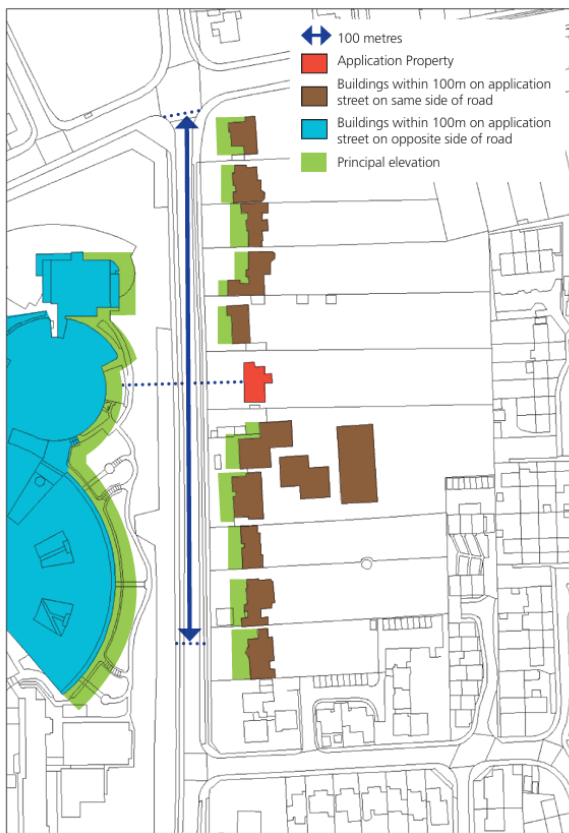 100 metres
Application Property
Buildings within 100m on application
street on same side of road
Buildings within 100m on application
street on opposite side of road
Principal elevation